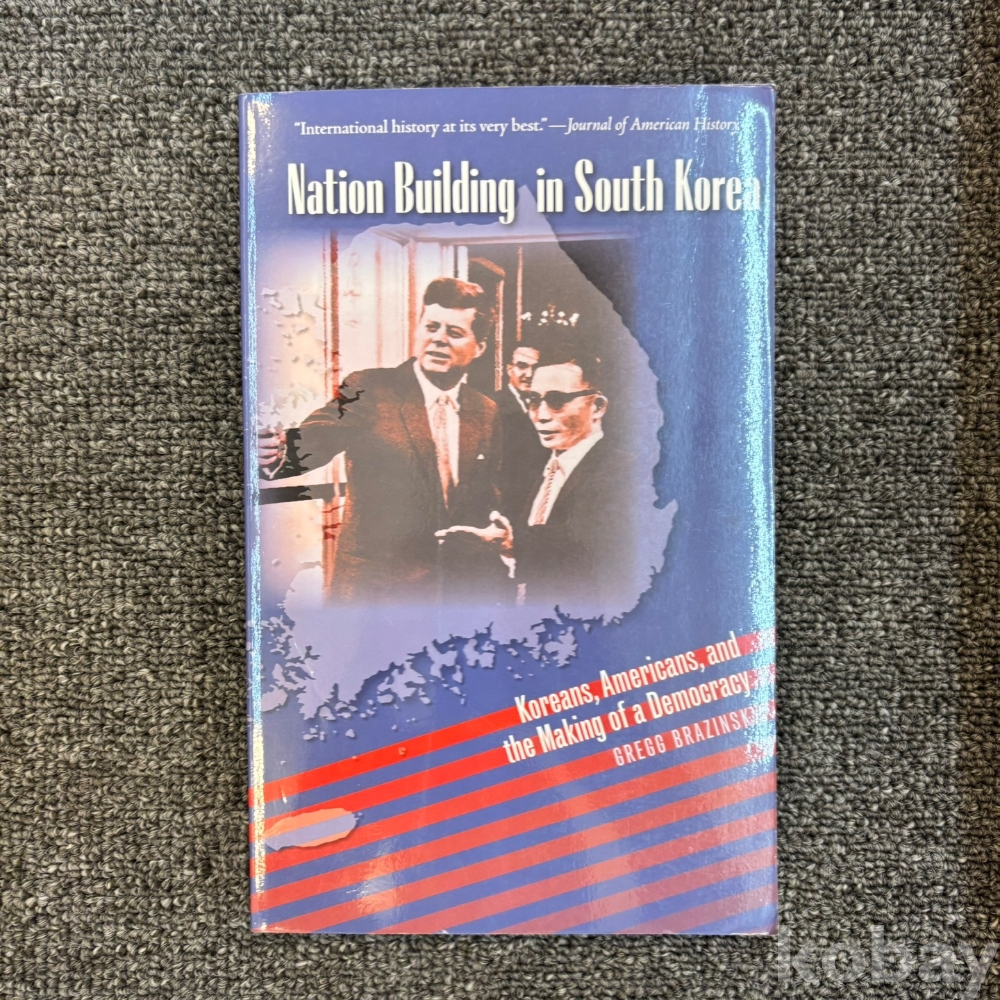 “International history at its very best.”—Journal of American History
Nation Building in South Korea
Koreans, Americans, and
the Making of a Democracy
GREGG BRAZINSKY
kobay